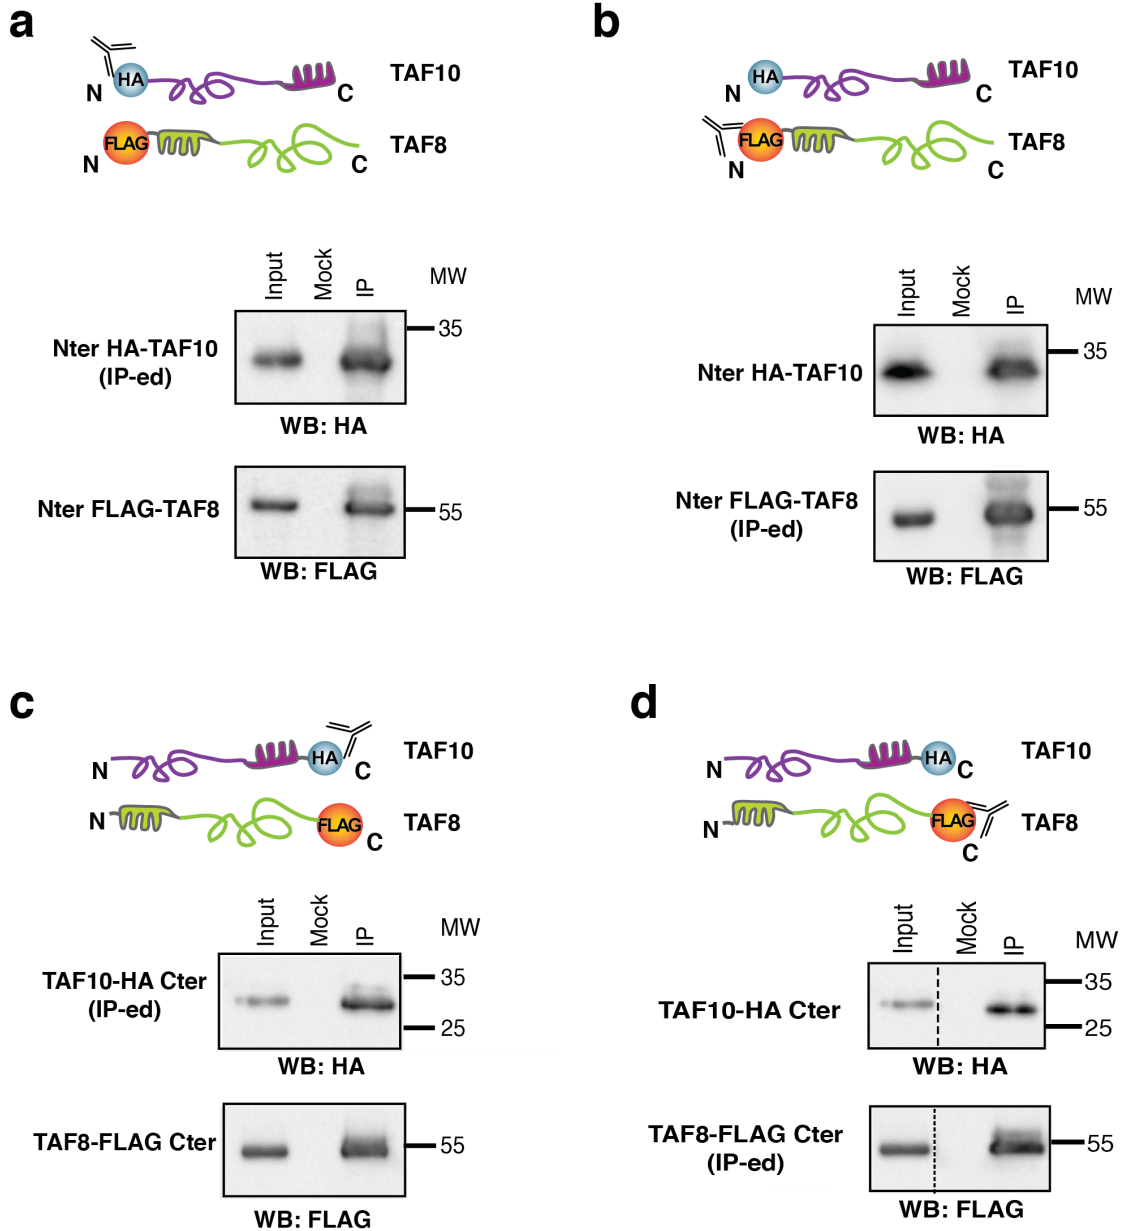 a
HA
TAF10
N
C
FLAG
TAF8
N
C
Input
Mock
IP
MW
35
Nter HA-TAF10
(IP-ed)
WB: HA
Nter FLAG-TAF8
55
WB: FLAG
b
HA
TAF10
N
C
FLAG
TAF8
N
C
Input
Mock
IP
MW
35
Nter HA-TAF10
WB: HA
Nter FLAG-TAF8
(IP-ed)
55
WB: FLAG
c
TAF10
HA
N
C
N
FLAG
TAF8
C
Input
Mock
IP
MW
TAF10-HA Cter
(IP-ed)
35
25
WB: HA
TAF8-FLAG Cter
55
WB: FLAG
d
TAF10
HA
N
C
FLAG
TAF8
N
C
Input
Mock
IP
MW
35
TAF10-HA Cter
25
WB: HA
TAF8-FLAG Cter
(IP-ed)
55
WB: FLAG